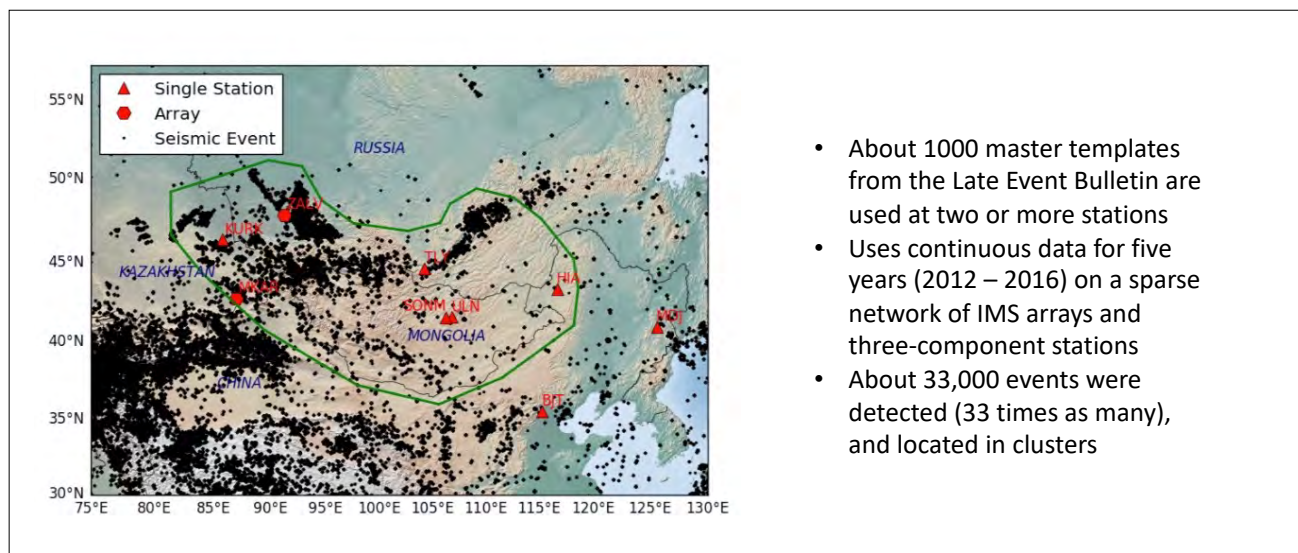 55°N
50°N
45°N
40°N
35°N
30°N
75°E 80°E 85°E 90°E 95°E 100°E 105°E 110°E 115°E 120°E 125°E 130°E
Single Station
Array
Seismic Event
RUSSIA
ZALV
KURK
KAZAKHSTAN
MKAR
TLY
HIA
SONM ULN
MONGOLIA
MDJ
CHINA
BJT
• About 1000 master templates
from the Late Event Bulletin are
used at two or more stations
• Uses continuous data for five
years (2012 – 2016) on a sparse
network of IMS arrays and
three-component stations
• About 33,000 events were
detected (33 times as many),
and located in clusters